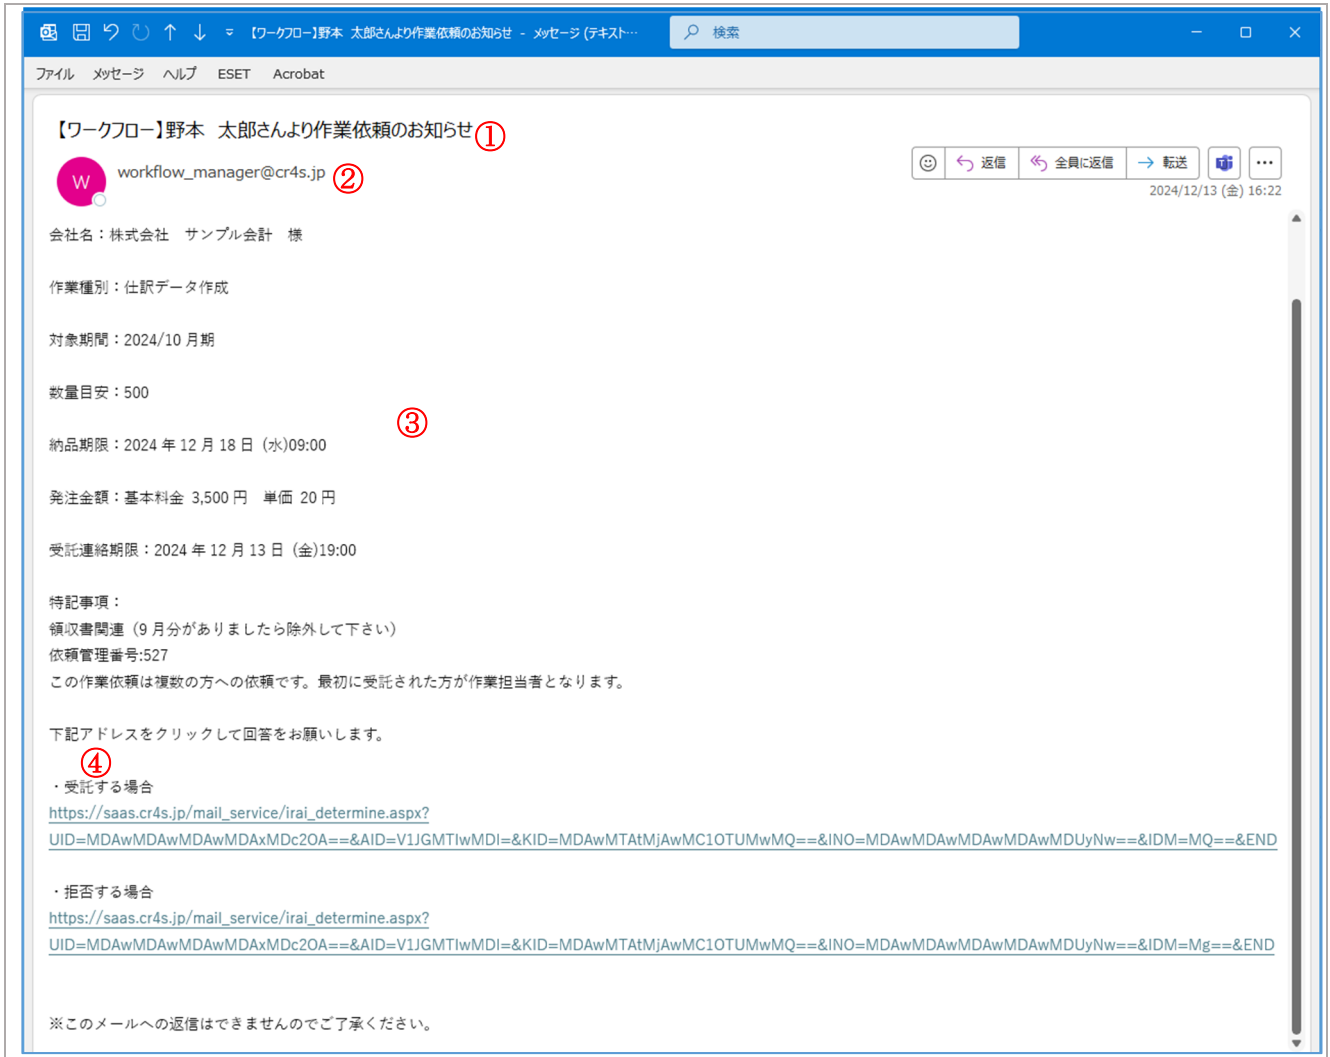 【ワークフロー】野本　太郎さんより作業依頼のお知らせ - メッセージ (テキスト…
検索
ファイル メッセージ ヘルプ ESET Acrobat
【ワークフロー】野本　太郎さんより作業依頼のお知らせ ①
W
workflow_manager@cr4s.jp ②
返信 全員に返信 転送
2024/12/13 (金) 16:22
会社名：株式会社　サンプル会計　様
作業種別：仕訳データ作成
対象期間：2024/10 月期
数量目安：500
③
納品期限：2024 年 12 月 18 日 (水)09:00
発注金額：基本料金 3,500 円　単価 20 円
受託連絡期限：2024 年 12 月 13 日 (金)19:00
特記事項：
領収書関連（9 月分がありましたら除外して下さい）
依頼管理番号:527
この作業依頼は複数の方への依頼です。最初に受託された方が作業担当者となります。
下記アドレスをクリックして回答をお願いします。
④
・受託する場合
https://saas.cr4s.jp/mail_service/irai_determine.aspx?
UID=MDAwMDAwMDAwMDAxMDc2OA==&AID=V1JGMTIwMDI=&KID=MDAwMTAtMjAwMC1OTUMwMQ==&INO=MDAwMDAwMDAwMDAwMDUyNw==&IDM=MQ==&END
・拒否する場合
https://saas.cr4s.jp/mail_service/irai_determine.aspx?
UID=MDAwMDAwMDAwMDAxMDc2OA==&AID=V1JGMTIwMDI=&KID=MDAwMTAtMjAwMC1OTUMwMQ==&INO=MDAwMDAwMDAwMDAwMDUyNw==&IDM=Mg==&END
※このメールへの返信はできませんのでご了承ください。